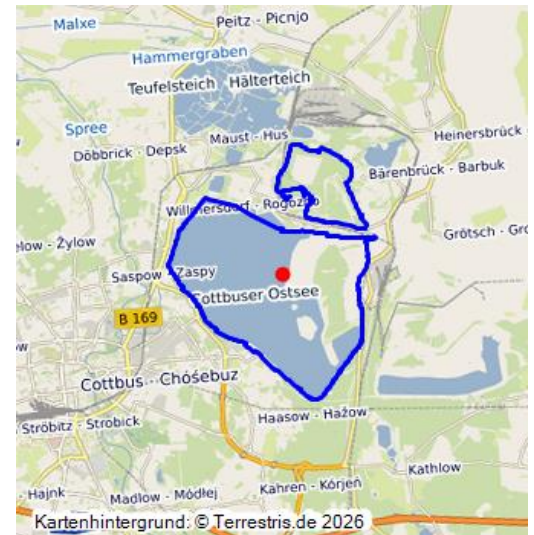 Malxe
Peitz - Picnjo
Hammergraben
Teufelsteich Hälterteich
Spree
Maust - Hus
Heinersbrück -
Döbbrick - Depsk
Bärenbrück - Barbuk
Willmersdorf - Rogozno
Grötsch - Gro
elow - Žylow
Saspow - Zaspy
Cottbuser Ostsee
B 169
w
Cottbus - Chóśebuz
Haasow - Hažow
Ströbitz - Strobick
Kathlow
- Hajnk
Madlow - Módłej
Kahren - Kórjeń
Kartenhintergrund: © Terrestris.de 2026